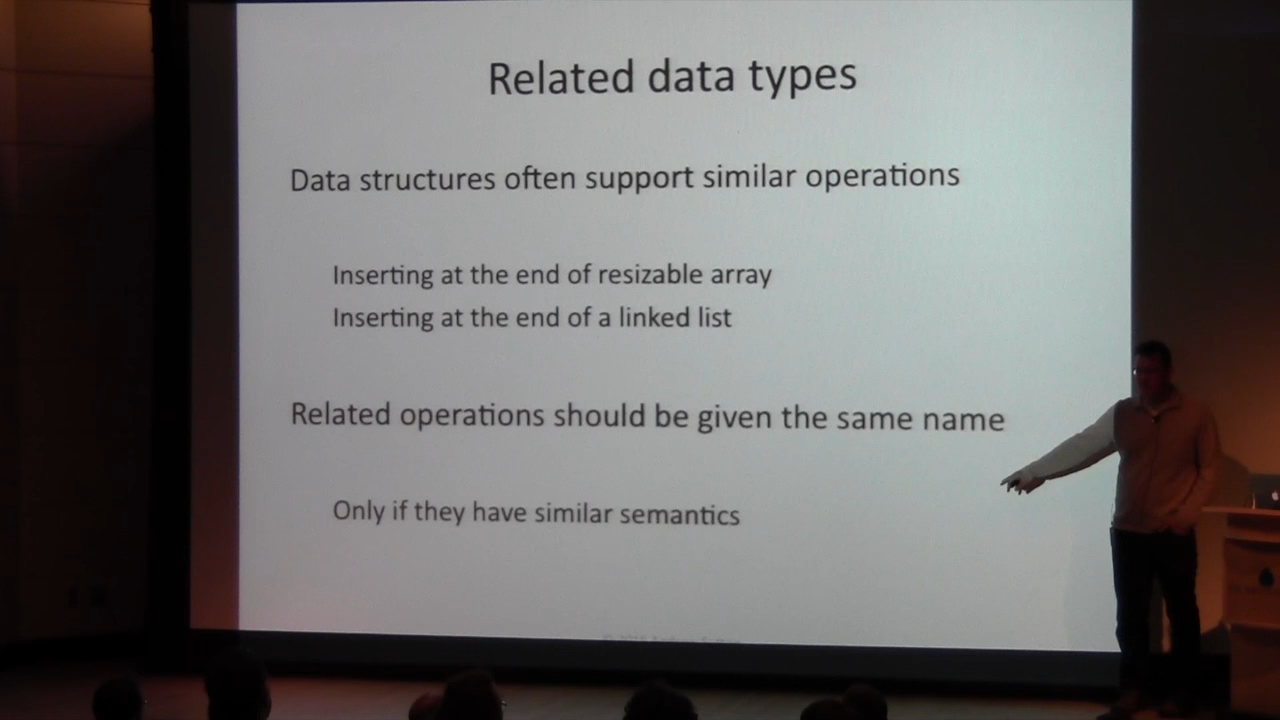 Related data types
Data structures often support similar operations
Inserting at the end of resizable array
Inserting at the end of a linked list
Related operations should be given the same name
Only if they have similar semantics